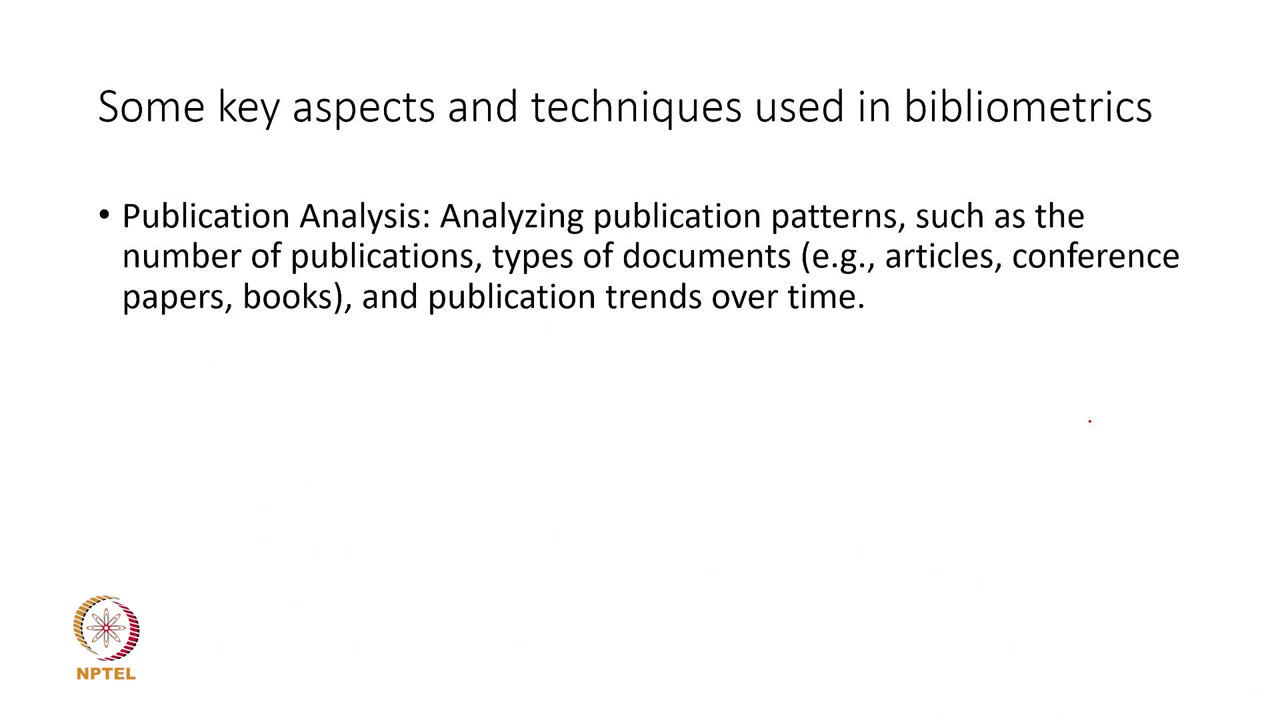 Some key aspects and techniques used in bibliometrics
• Publication Analysis: Analyzing publication patterns, such as the
number of publications, types of documents (e.g., articles, conference
papers, books), and publication trends over time.
NPTEL